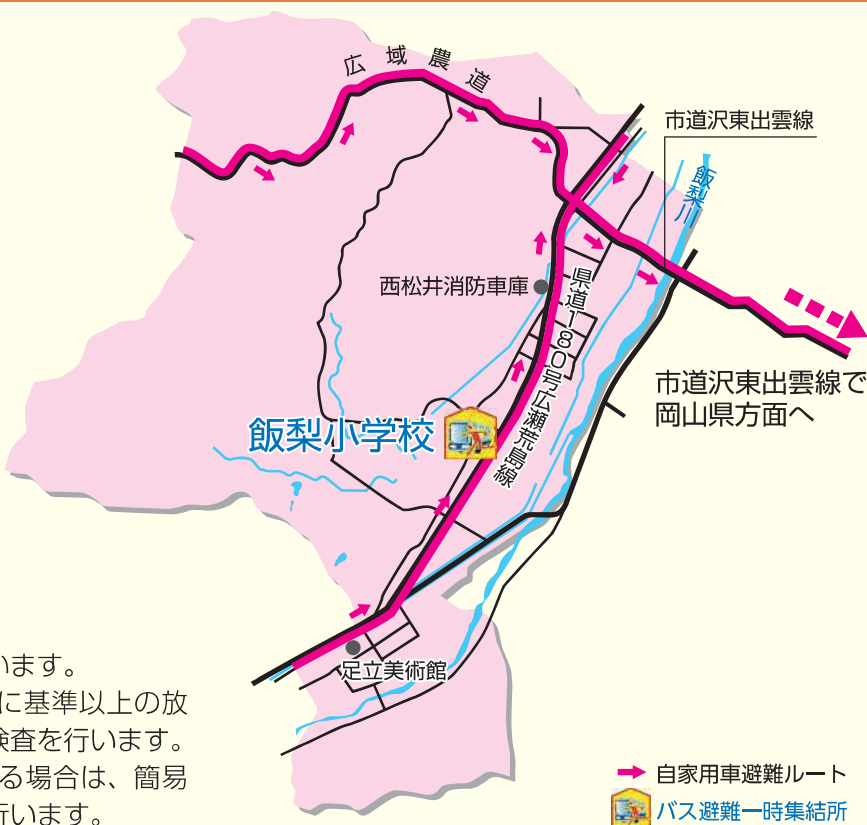 広域農道
市道沢東出雲線
飯梨川
西松井消防車庫
県道180号広瀬荒島線
市道沢東出雲線で
岡山県方面へ
飯梨小学校
足立美術館
います。
に基準以上の放
検査を行います。
る場合は、簡易
行います。
自家用車避難ルート
バス避難一時集結所